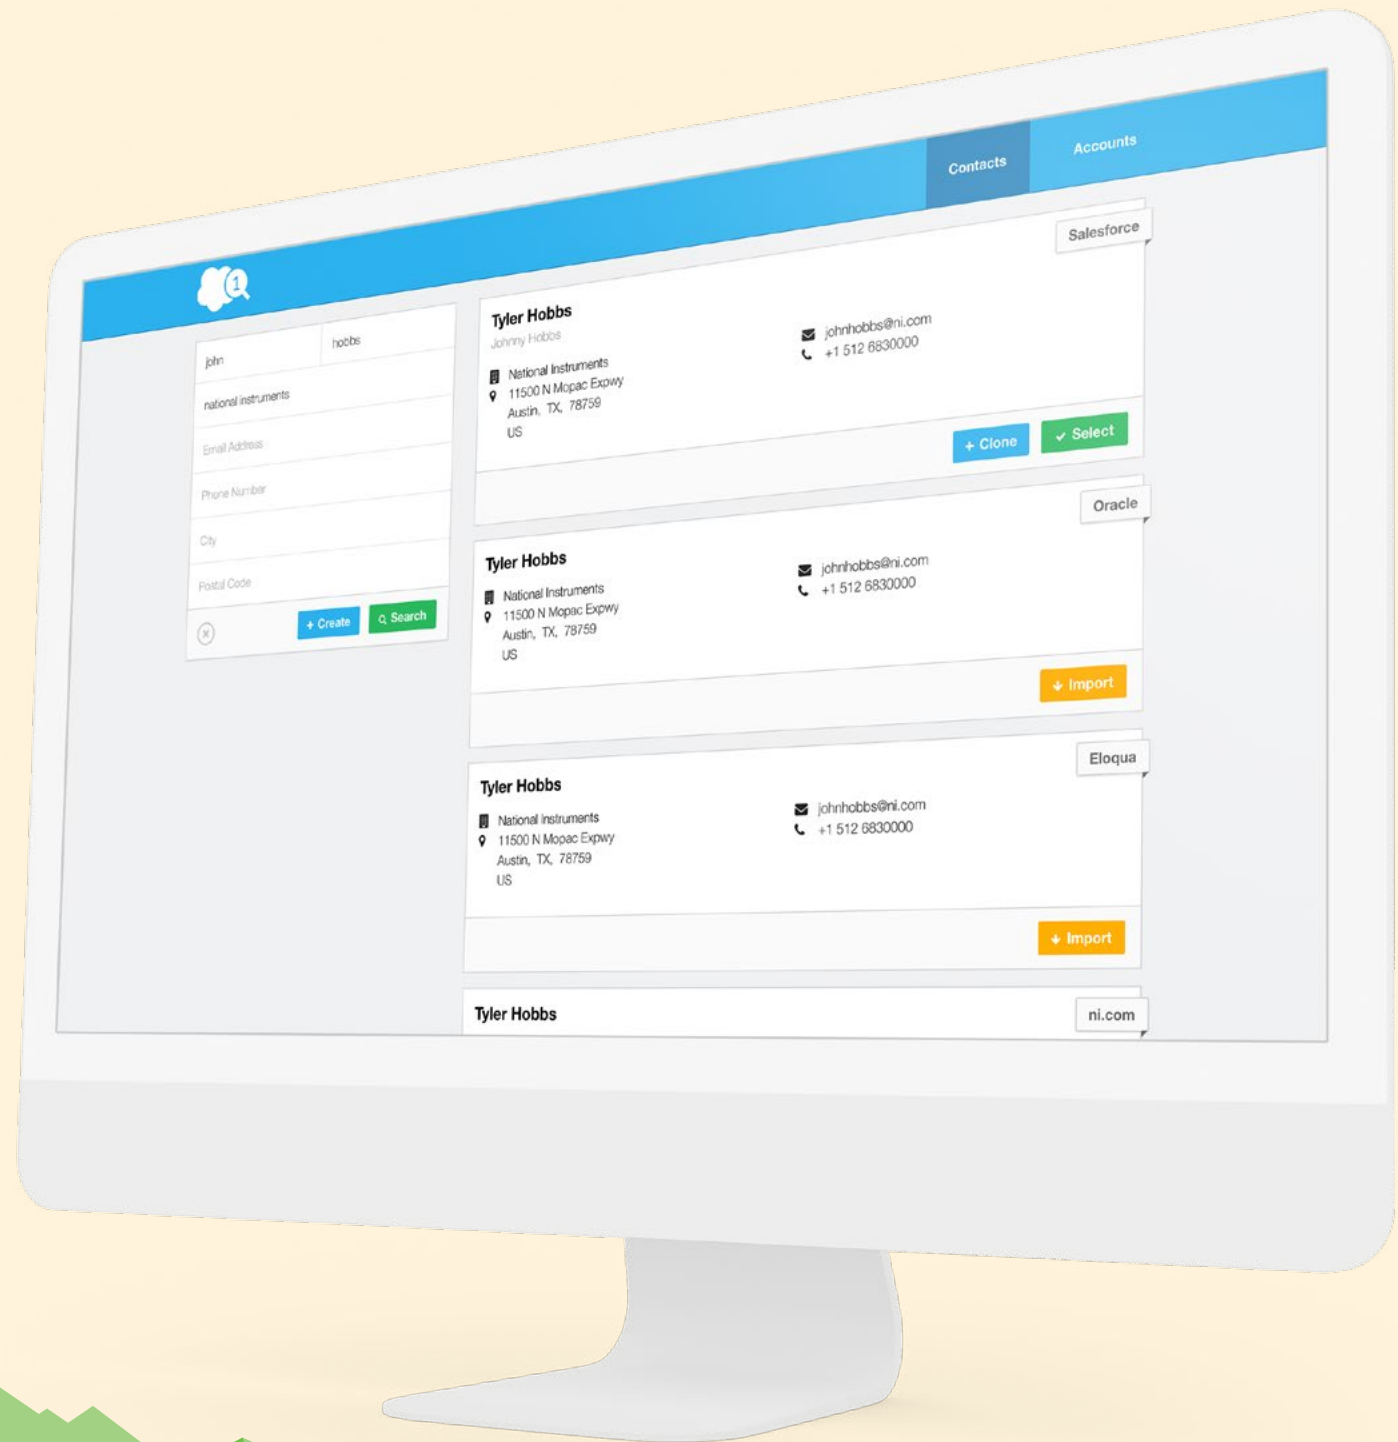 Contacts
Accounts
1
john
hobbs
national instruments
Email Address
Phone Number
City
Postal Code
+ Create
Search
Salesforce
Tyler Hobbs
Johnny Hobbs
National Instruments
11500 N Mopac Expwy
Austin, TX, 78759
US
johnhobbs@ni.com
+1 512 6830000
+ Clone
Select
Oracle
Tyler Hobbs
National Instruments
11500 N Mopac Expwy
Austin, TX, 78759
US
johnhobbs@ni.com
+1 512 6830000
Import
Eloqua
Tyler Hobbs
National Instruments
11500 N Mopac Expwy
Austin, TX, 78759
US
johnhobbs@ni.com
+1 512 6830000
Import
Tyler Hobbs
ni.com